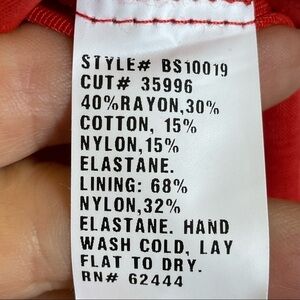 STYLE# BS10019
CUT# 35996
40%RAYON,30%
COTTON, 15%
NYLON,15%
ELASTANE.
LINING: 68%
NYLON,32%
ELASTANE. HAND
WASH COLD, LAY
FLAT TO DRY.
RN# 62444